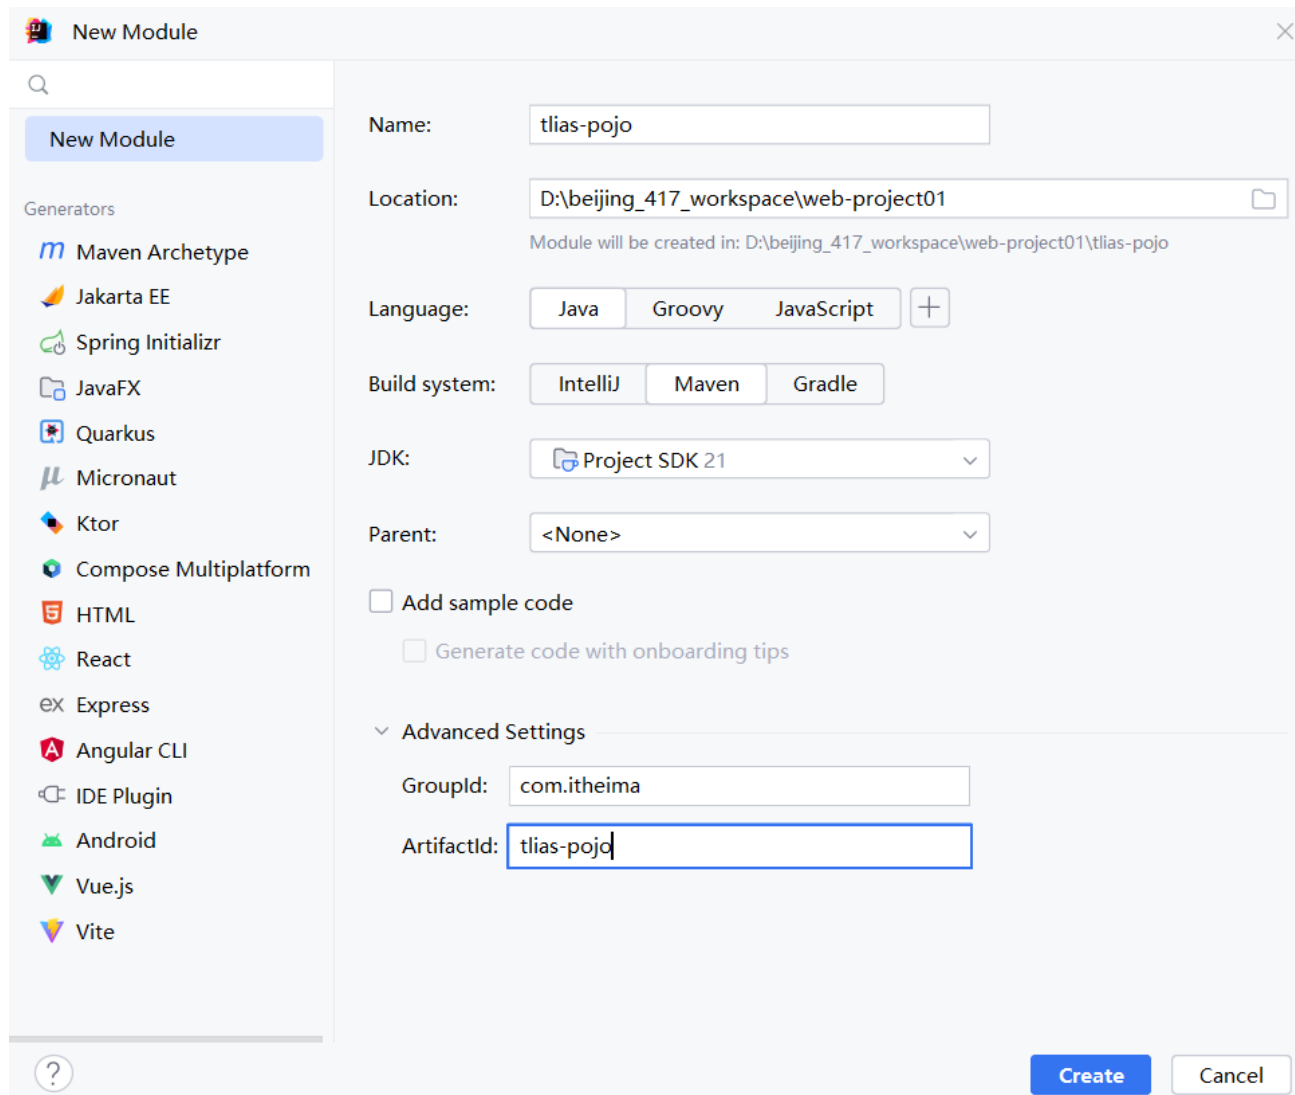 New Module
New Module
Generators
Maven Archetype
Jakarta EE
Spring Initializr
JavaFX
Quarkus
Micronaut
Ktor
Compose Multiplatform
HTML
React
ex Express
Angular CLI
IDE Plugin
Android
Vue.js
Vite
Name: tlias-pojo
Location: D:\beijing_417_workspace\web-project01
Module will be created in: D:\beijing_417_workspace\web-project01\tlias-pojo
Language: Java Groovy JavaScript
Build system: IntelliJ Maven Gradle
JDK: Project SDK 21
Parent: <None>
Add sample code
Generate code with onboarding tips
Advanced Settings
GroupId: com.itheima
ArtifactId: tlias-pojo
? Create Cancel